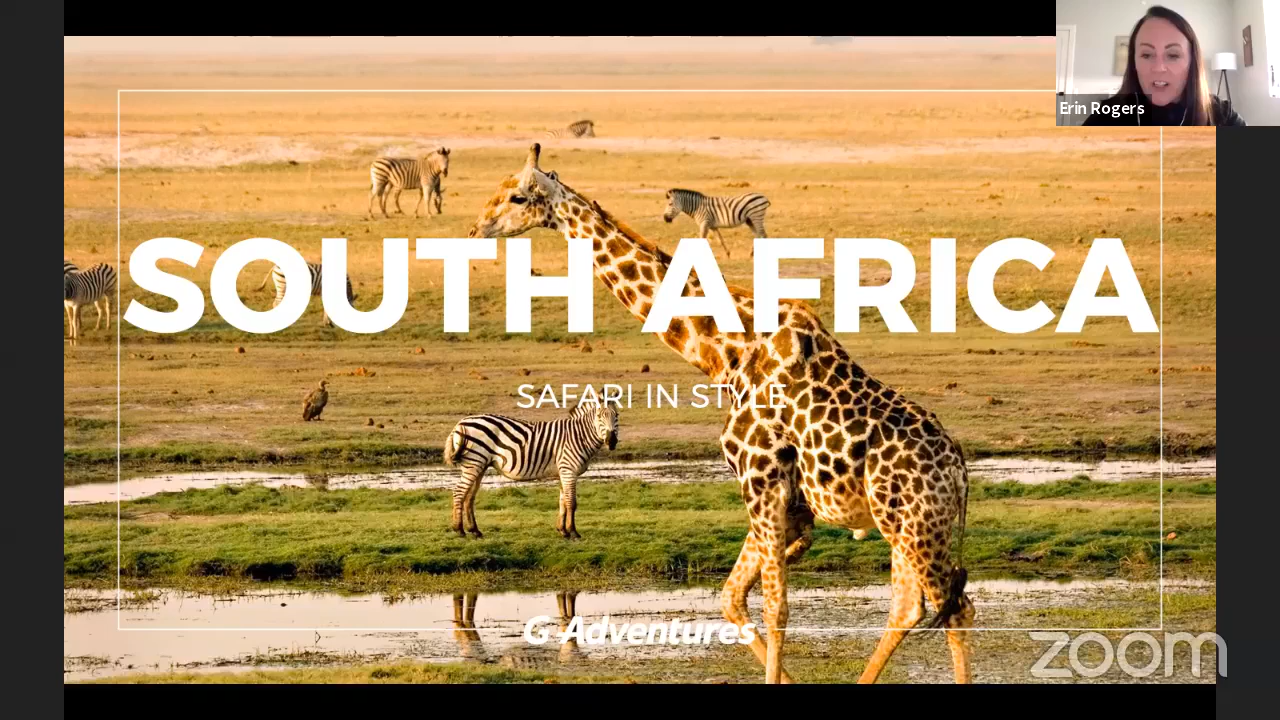 Erin Rogers
SOUTH AFRICA
SAFARI IN STYLE
G Adventures
zoom